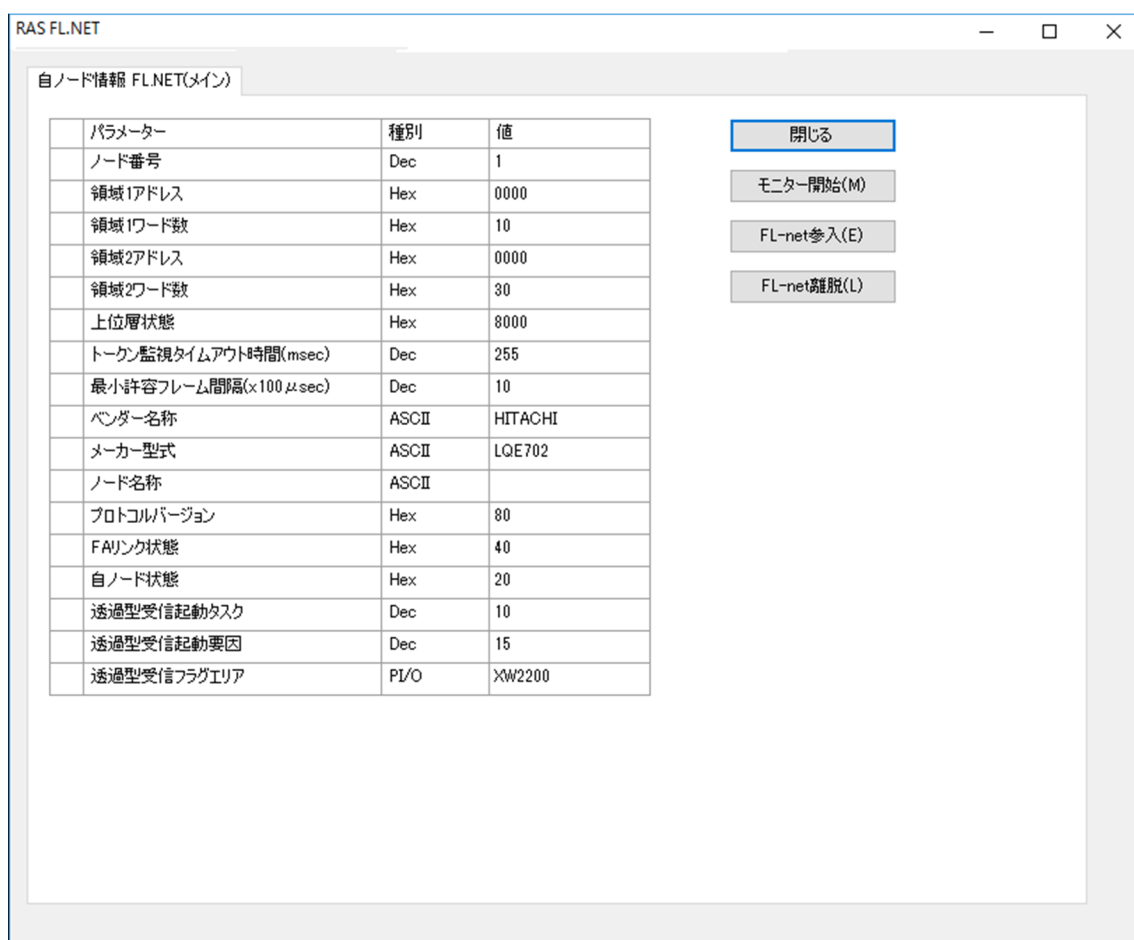 RAS FL.NET
自ノード情報 FL.NET(メイン)
パラメーター 種別 値
ノード番号 Dec 1
領域1アドレス Hex 0000
領域1ワード数 Hex 10
領域2アドレス Hex 0000
領域2ワード数 Hex 30
上位層状態 Hex 8000
トークン監視タイムアウト時間(msec) Dec 255
最小許容フレーム間隔(x100μsec) Dec 10
ベンダー名称 ASCII HITACHI
メーカー型式 ASCII LQE702
ノード名称 ASCII
プロトコルバージョン Hex 80
FAリンク状態 Hex 40
自ノード状態 Hex 20
透過型受信起動タスク Dec 10
透過型受信起動要因 Dec 15
透過型受信フラグエリア PI/O XW2200
閉じる
モニター開始(M)
FL-net参入(E)
FL-net離脱(L)